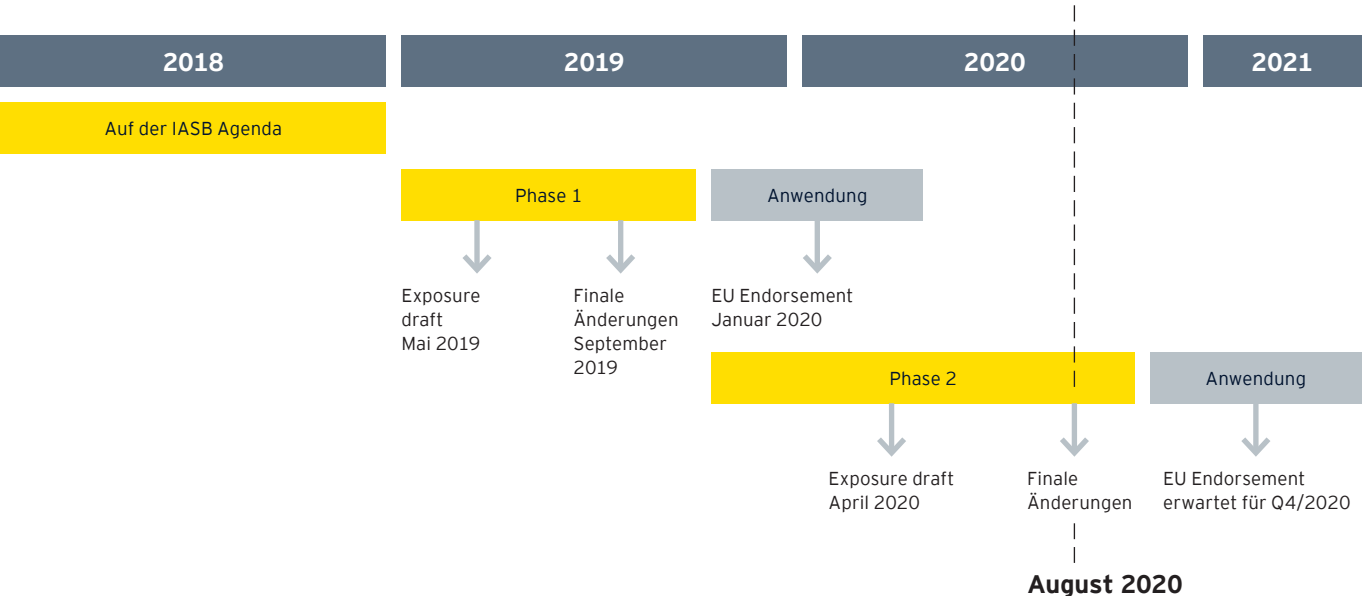 2018
2019
2020
2021
Auf der IASB Agenda
Phase 1
Anwendung
Exposure
draft
Mai 2019
Finale
Änderungen
September
2019
EU Endorsement
Januar 2020
Phase 2
Anwendung
Exposure draft
April 2020
Finale
Änderungen
EU Endorsement
erwartet für Q4/2020
August 2020